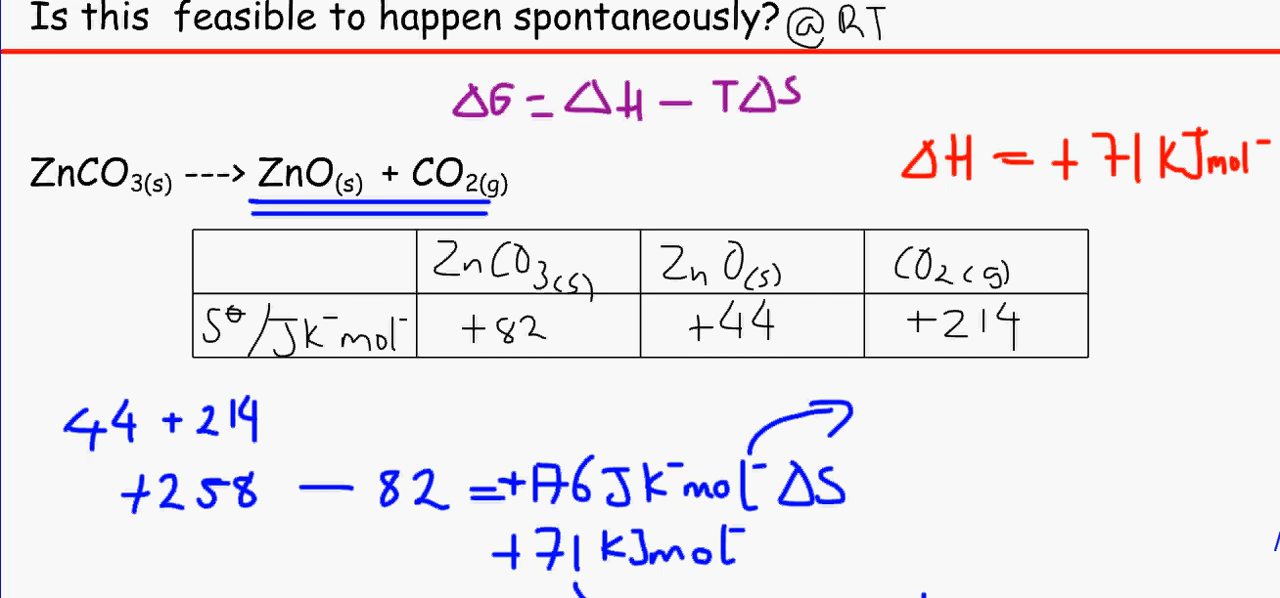 Is this feasible to happen spontaneously? @ RT
ΔG = ΔH − TΔS
ΔH = +71 kJmol⁻
ZnCO₃(s) ---> ZnO(s) + CO₂(g)
ZnCO₃(s) ZnO(s) CO₂(g)
S⊖/JK⁻mol⁻ +82 +44 +214
44 + 214
+258 − 82 = +176 JK⁻mol⁻ ΔS
+71 kJmol⁻